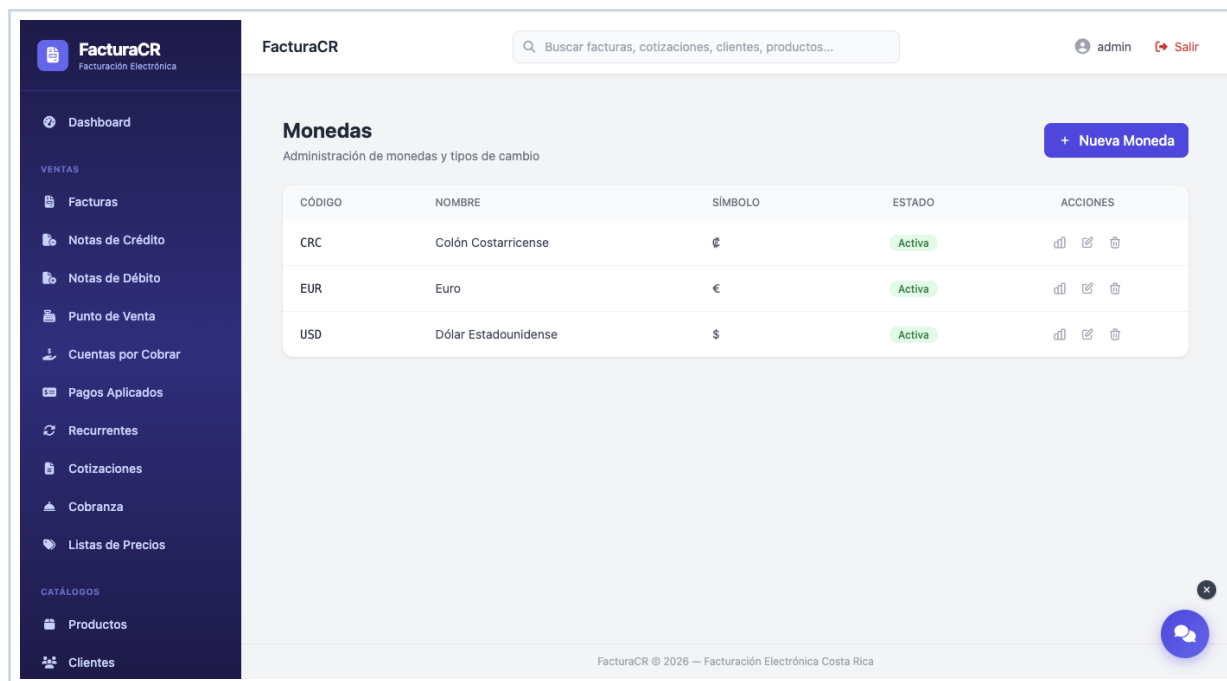 FacturaCR
Facturación Electrónica
Dashboard
VENTAS
Facturas
Notas de Crédito
Notas de Débito
Punto de Venta
Cuentas por Cobrar
Pagos Aplicados
Recurrentes
Cotizaciones
Cobranza
Listas de Precios
CATÁLOGOS
Productos
Clientes
FacturaCR
Buscar facturas, cotizaciones, clientes, productos...
admin
Salir
Monedas
Administración de monedas y tipos de cambio
+ Nueva Moneda
CÓDIGO NOMBRE SÍMBOLO ESTADO ACCIONES
CRC Colón Costarricense ₡ Activa
EUR Euro € Activa
USD Dólar Estadounidense $ Activa
FacturaCR © 2026 — Facturación Electrónica Costa Rica